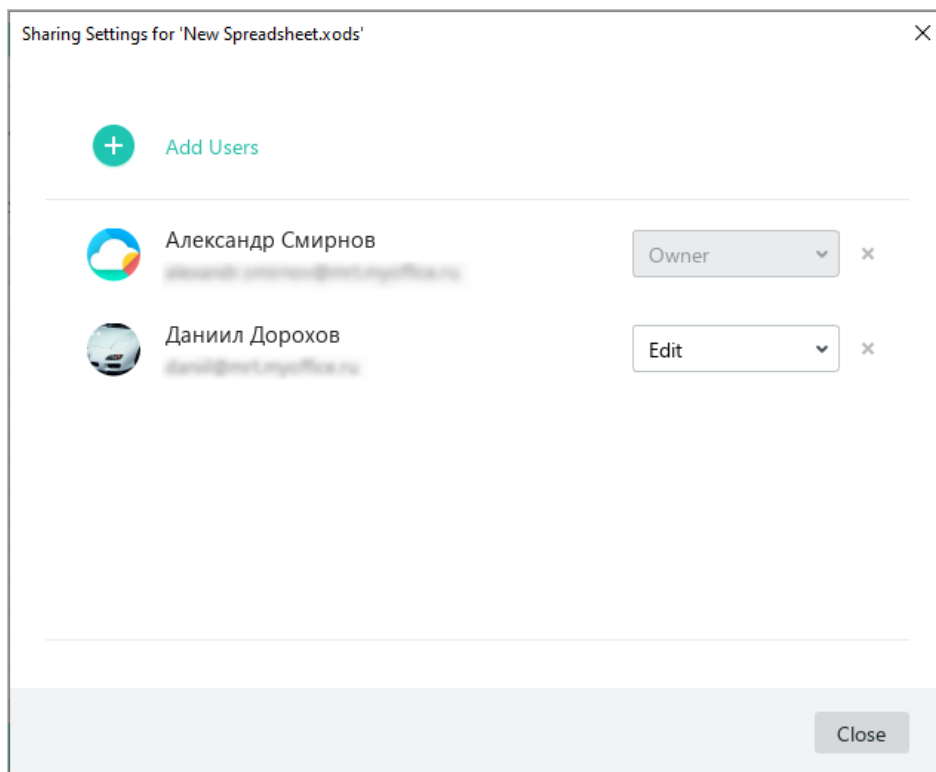 Sharing Settings for 'New Spreadsheet.xods'
Add Users
Александр Смирнов
Owner
Даниил Дорохов
Edit
Close